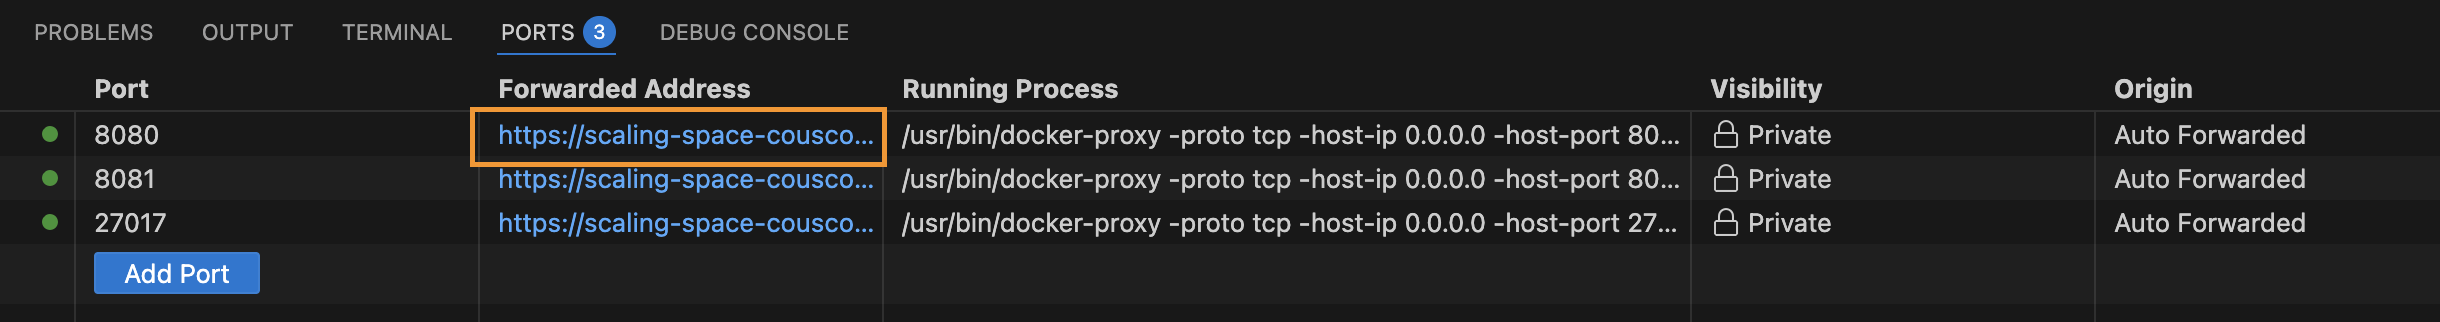 PROBLEMS OUTPUT TERMINAL PORTS 3 DEBUG CONSOLE
Port Forwarded Address Running Process Visibility Origin
8080 https://scaling-space-cousco... /usr/bin/docker-proxy -proto tcp -host-ip 0.0.0.0 -host-port 80... Private Auto Forwarded
8081 https://scaling-space-cousco... /usr/bin/docker-proxy -proto tcp -host-ip 0.0.0.0 -host-port 80... Private Auto Forwarded
27017 https://scaling-space-cousco... /usr/bin/docker-proxy -proto tcp -host-ip 0.0.0.0 -host-port 27... Private Auto Forwarded
Add Port